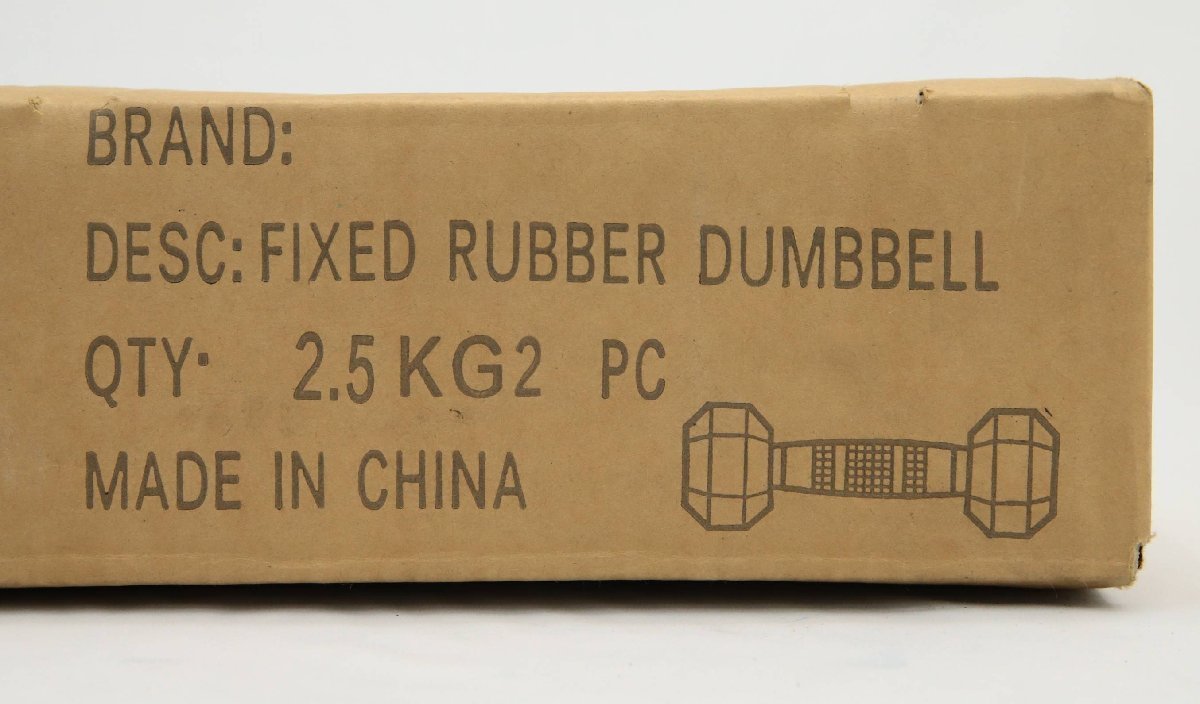 BRAND:
DESC: FIXED RUBBER DUMBBELL
QTY· 2.5KG2 PC
MADE IN CHINA